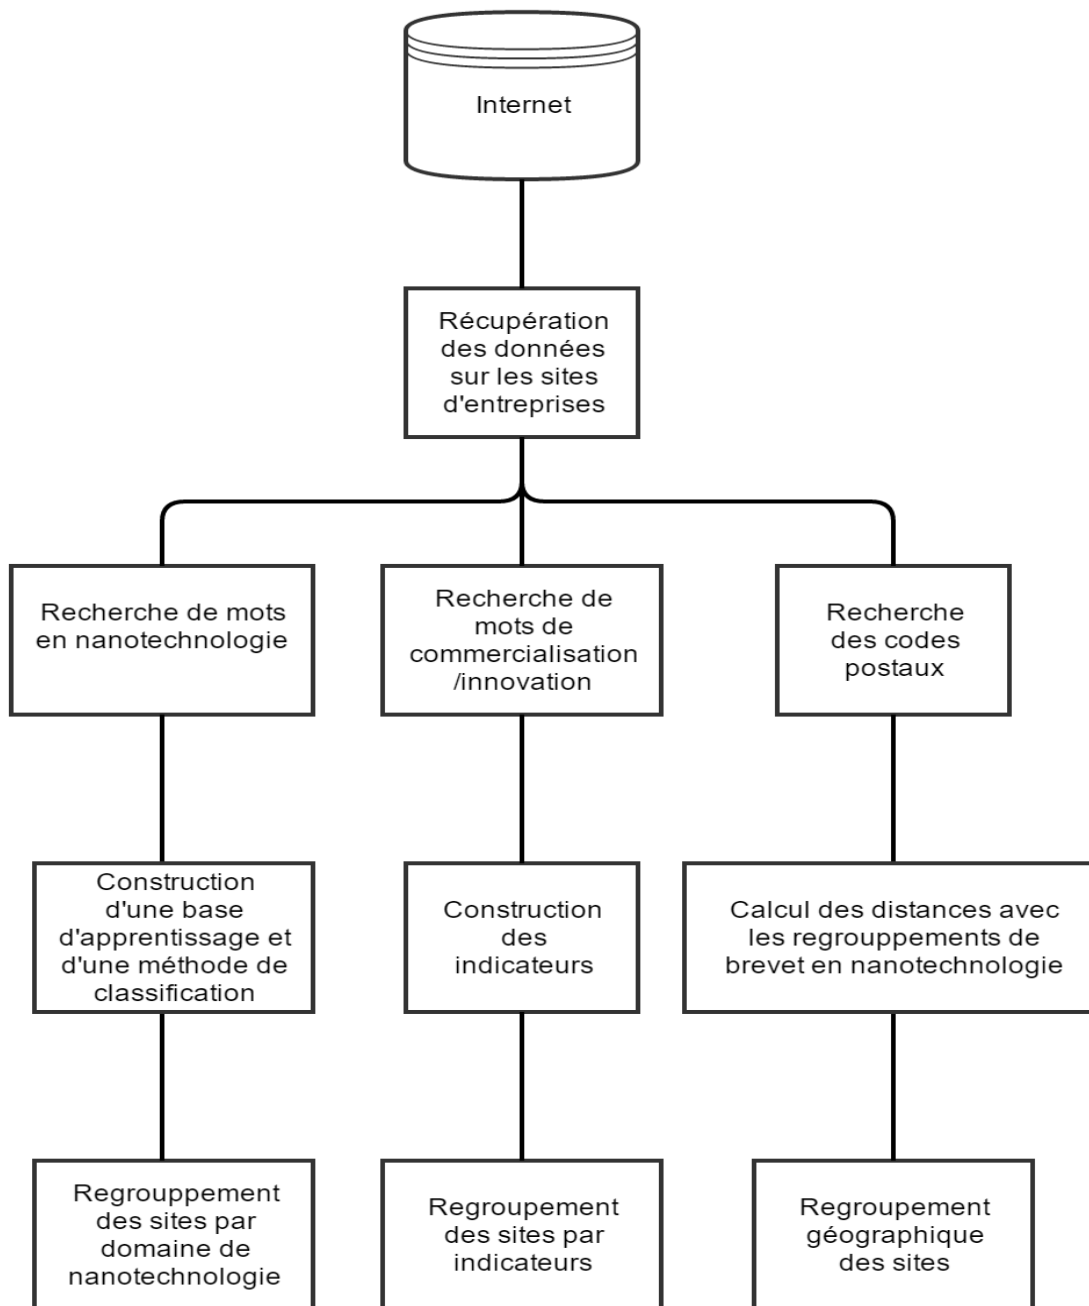 Internet
Récupération
des données
sur les sites
d'entreprises
Recherche de mots
en nanotechnologie
Recherche de
mots de
commercialisation
/innovation
Recherche
des codes
postaux
Construction
d'une base
d'apprentissage et
d'une méthode de
classification
Construction
des
indicateurs
Calcul des distances avec
les regrouppements de
brevet en nanotechnologie
Regrouppement
des sites par
domaine de
nanotechnologie
Regroupement
des sites par
indicateurs
Regroupement
géographique
des sites